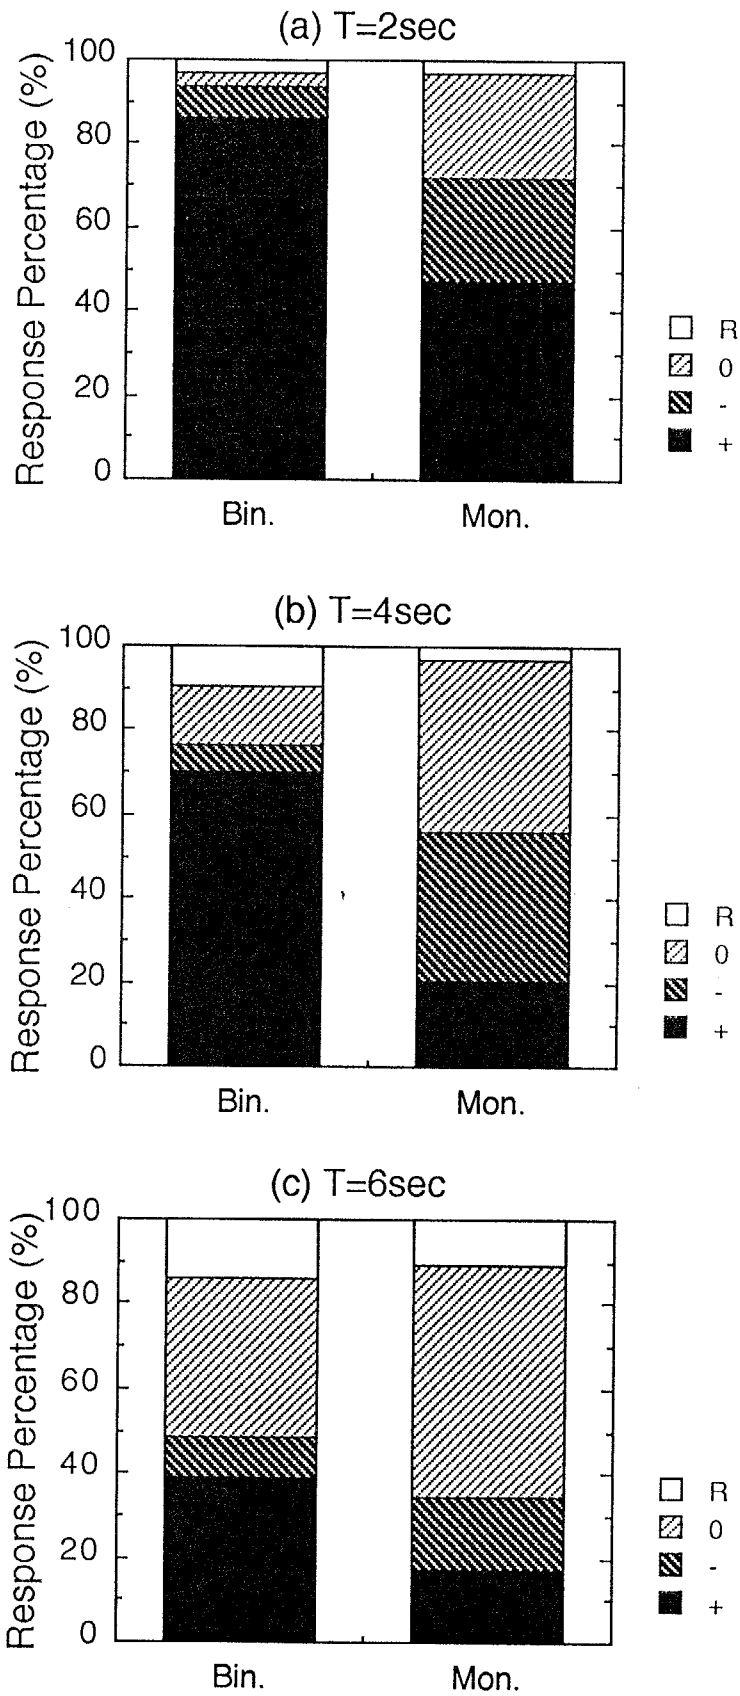 (a) T=2sec
Response Percentage (%)
100
80
60
40
20
0
Bin. Mon.
R
0
-
+
(b) T=4sec
Response Percentage (%)
100
80
60
40
20
0
Bin. Mon.
R
0
-
+
(c) T=6sec
Response Percentage (%)
100
80
60
40
20
0
Bin. Mon.
R
0
-
+